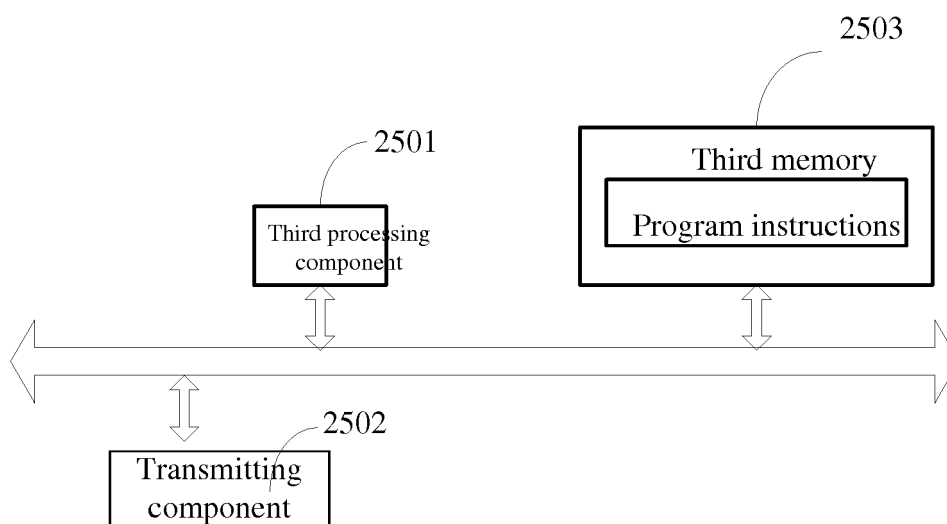 2503
2501
Third memory
Third processing
component
Program instructions
2502
Transmitting
component